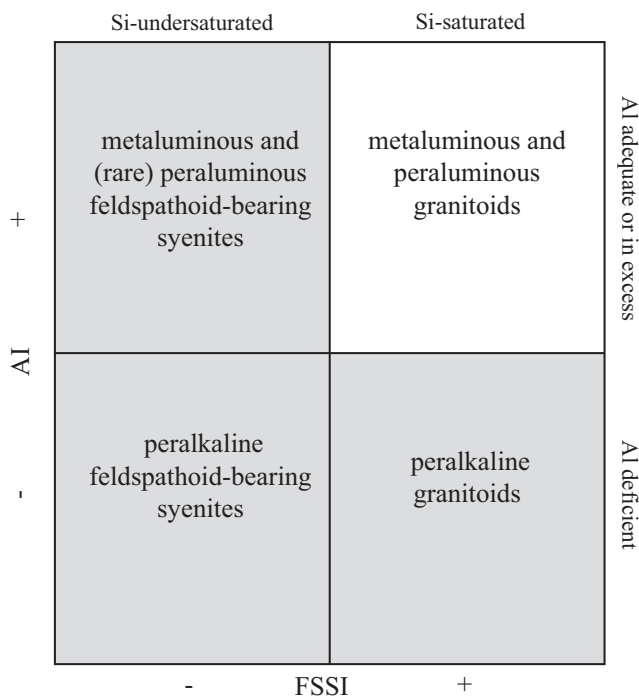 Si-undersaturated
Si-saturated
metaluminous and
(rare) peraluminous
feldspathoid-bearing
syenites
metaluminous and
peraluminous
granitoids
Al adequate or in excess
+
AI
-
peralkaline
feldspathoid-bearing
syenites
peralkaline
granitoids
Al deficient
-
FSSI
+